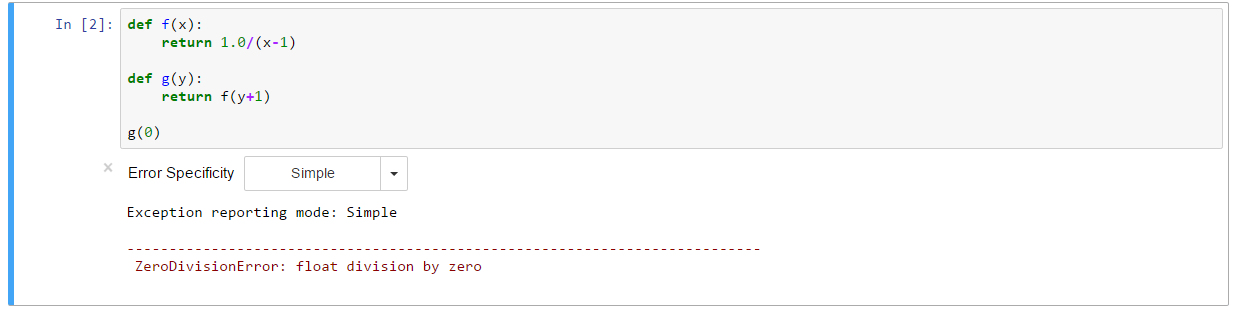 In [2]: def f(x):
    return 1.0/(x-1)
def g(y):
    return f(y+1)
g(0)
× Error Specificity Simple
Exception reporting mode: Simple
---------------------------------------------------------------------------
ZeroDivisionError: float division by zero